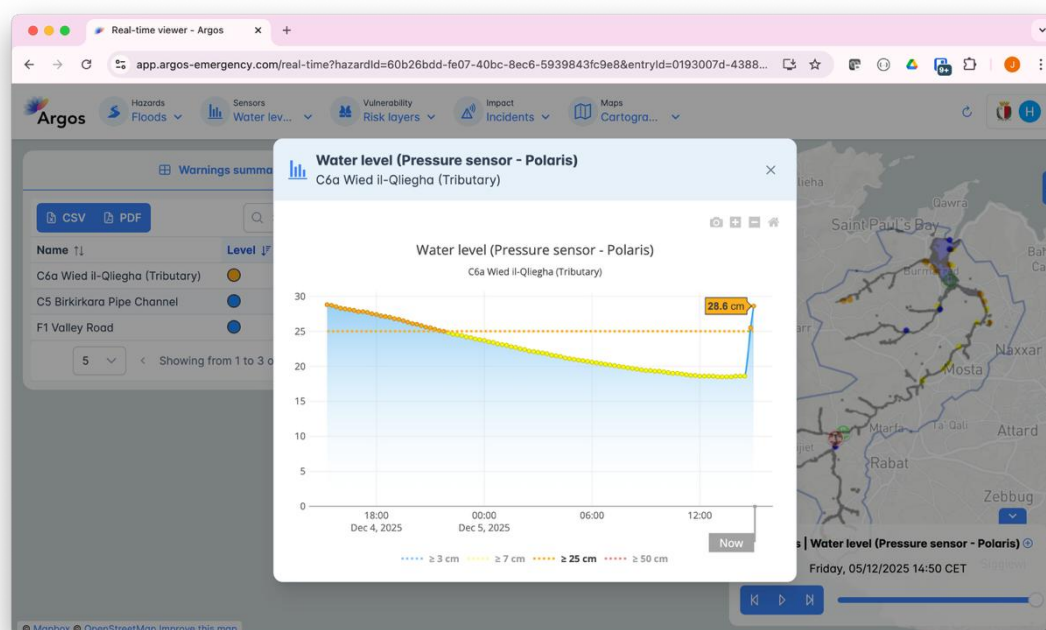 Real-time viewer - Argos
app.argos-emergency.com/real-time?hazardId=60b26bdd-fe07-40bc-8ec6-5939843fc9e8&entryId=0193007d-4388...
9+
J
Argos
Hazards
Floods
Sensors
Water lev...
Vulnerability
Risk layers
Impact
Incidents
Maps
Cartogra...
H
Warnings summa
CSV
PDF
Name
Level
C6a Wied il-Qliegha (Tributary)
C5 Birkirkara Pipe Channel
F1 Valley Road
5
Showing from 1 to 3 o
Water level (Pressure sensor - Polaris)
C6a Wied il-Qliegha (Tributary)
Water level (Pressure sensor - Polaris)
C6a Wied il-Qliegha (Tributary)
30
25
20
15
10
5
0
28.6 cm
18:00
Dec 4, 2025
00:00
Dec 5, 2025
06:00
12:00
Now
≥ 3 cm
≥ 7 cm
≥ 25 cm
≥ 50 cm
lieha
Qawra
Saint Paul's Bay
Naxxar
Mosta
Mtarfa
Ta' Qali
Attard
Rabat
Zebbug
s | Water level (Pressure sensor - Polaris)
Friday, 05/12/2025 14:50 CET
© Mapbox © OpenStreetMap Improve this map